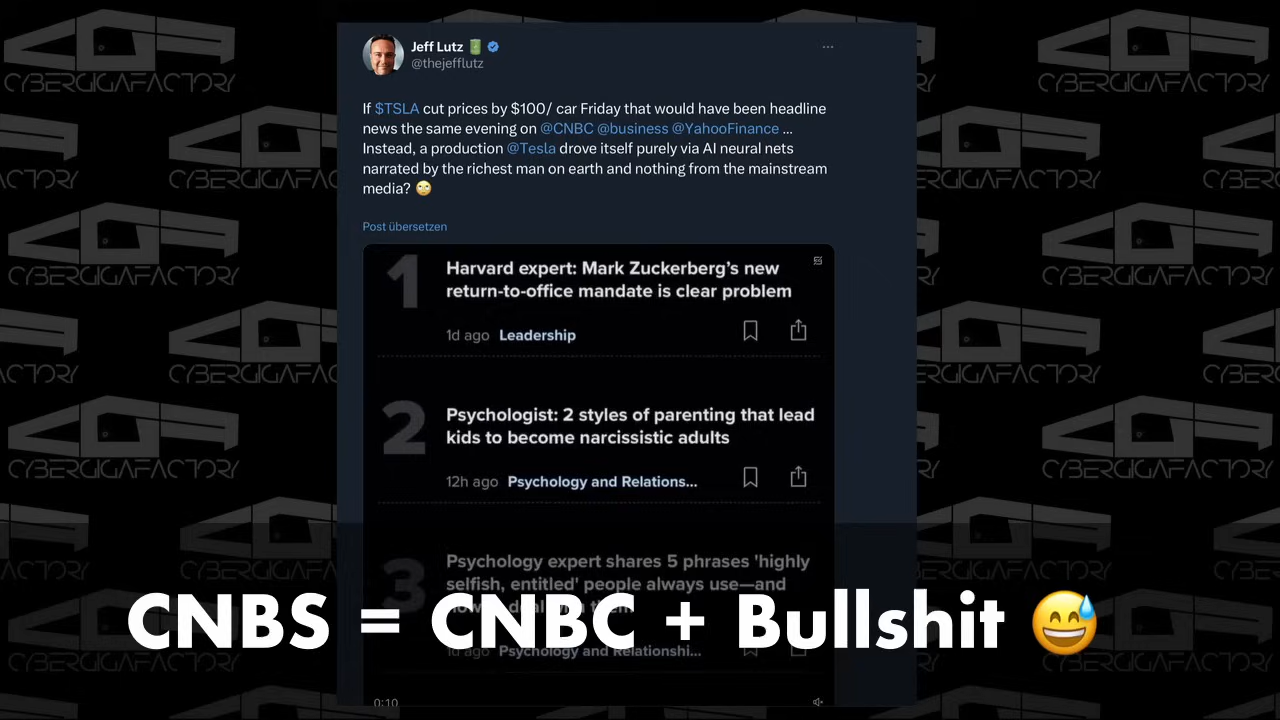 Jeff Lutz
@thejefflutz
If $TSLA cut prices by $100/ car Friday that would have been headline
news the same evening on @CNBC @business @YahooFinance ...
Instead, a production @Tesla drove itself purely via AI neural nets
narrated by the richest man on earth and nothing from the mainstream
media? 🙄
Post übersetzen
1
Harvard expert: Mark Zuckerberg's new
return-to-office mandate is clear problem
1d ago Leadership
2
Psychologist: 2 styles of parenting that lead
kids to become narcissistic adults
12h ago Psychology and Relations...
3
Psychology expert shares 5 phrases 'highly
selfish, entitled' people always use—and
CNBS = CNBC + Bullshit 😅
1d ago Psychology and Relationshi...
0:10
CYBERGIGAFACTORY